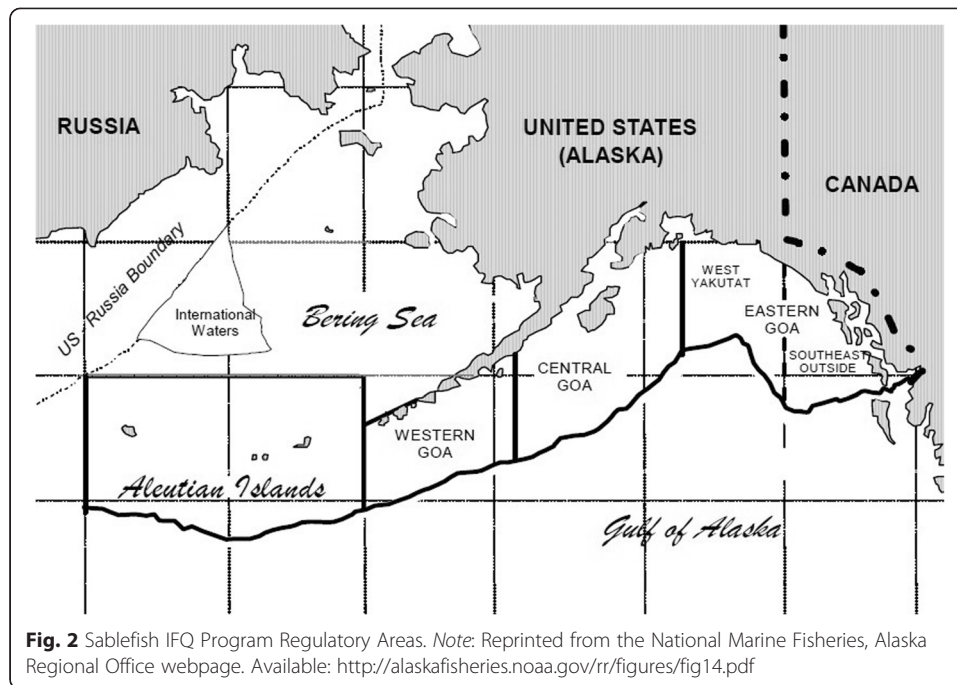 RUSSIA
UNITED STATES
(ALASKA)
CANADA
US - Russia Boundary
International
Waters
Bering Sea
WEST
YAKUTAT
EASTERN
GOA
CENTRAL
GOA
SOUTHEAST
OUTSIDE
WESTERN
GOA
Aleutian Islands
Gulf of Alaska
Fig. 2 Sablefish IFQ Program Regulatory Areas. Note: Reprinted from the National Marine Fisheries, Alaska
Regional Office webpage. Available: http://alaskafisheries.noaa.gov/rr/figures/fig14.pdf